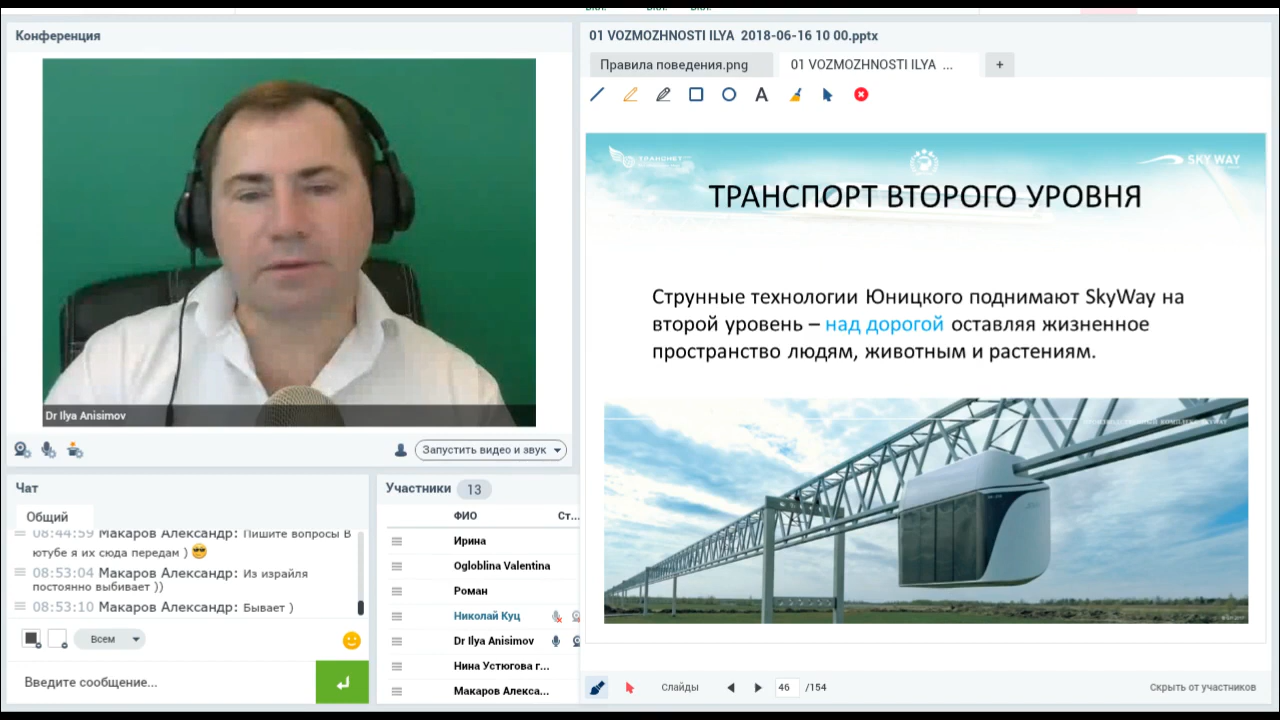 Конференция
Dr Ilya Anisimov
Запустить видео и звук
Чат
Общий
08:44:59 Макаров Александр: Пишите вопросы В
ютубе я их сюда передам )
08:53:04 Макаров Александр: Из израйля
постоянно выбивает ))
08:53:10 Макаров Александр: Бывает )
Всем
Введите сообщение...
Участники 13
ФИО Ст...
Ирина
Ogloblina Valentina
Роман
Николай Куц
Dr Ilya Anisimov
Нина Устюгова г...
Макаров Алекса...
01 VOZMOZHNOSTI ILYA 2018-06-16 10 00.pptx
Правила поведения.png
01 VOZMOZHNOSTI ILYA ...
+
A
ТРАНСНЕТ
SKY WAY
ТРАНСПОРТ ВТОРОГО УРОВНЯ
Струнные технологии Юницкого поднимают SkyWay на
второй уровень – над дорогой оставляя жизненное
пространство людям, животным и растениям.
Слайды
46 /154
Скрыть от участников